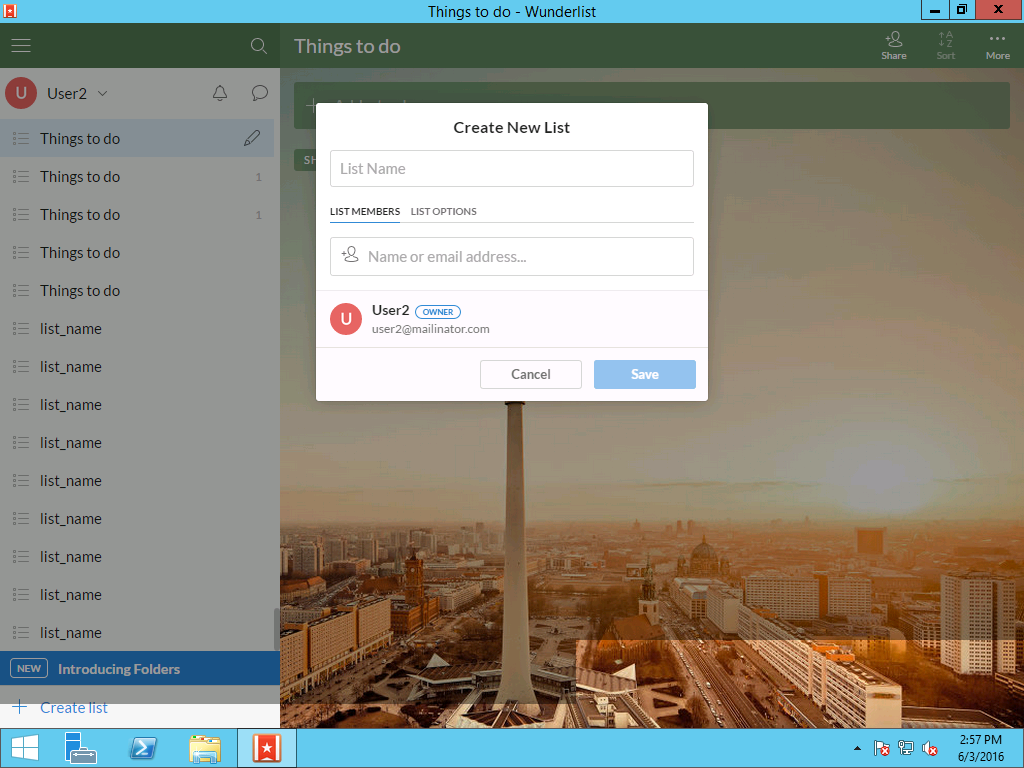 Things to do - Wunderlist
Things to do
Share
Sort
More
User2
Things to do
Things to do 1
Things to do 1
Things to do
Things to do
list_name
list_name
list_name
list_name
list_name
list_name
list_name
list_name
list_name
NEW Introducing Folders
Create list
Create New List
List Name
LIST MEMBERS LIST OPTIONS
Name or email address...
U
User2 OWNER
user2@mailinator.com
Cancel Save
2:57 PM
6/3/2016